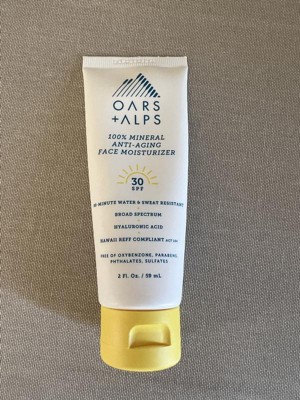 OARS
+ALPS
100% MINERAL
ANTI-AGING
FACE MOISTURIZER
30
SPF
-MINUTE WATER & SWEAT RESISTANT
BROAD SPECTRUM
HYALURONIC ACID
HAWAII REEF COMPLIANT
FREE OF OXYBENZONE, PARABENS,
PHTHALATES, SULFATES
2 Fl. Oz. / 59 mL